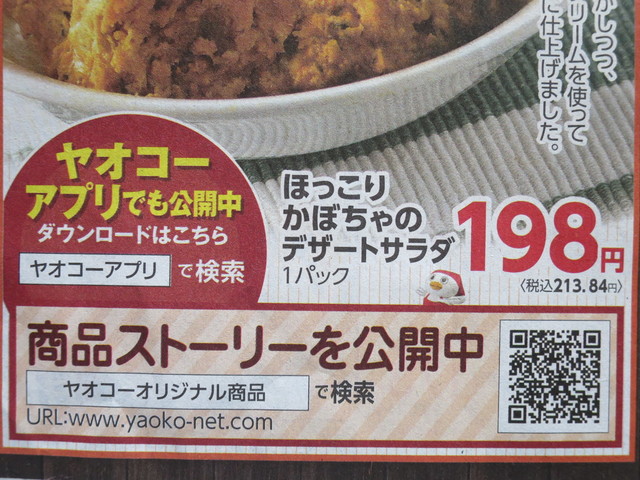 かしつつ、
リームを使って
に仕上げました。
ヤオコー
アプリでも公開中
ダウンロードはこちら
ヤオコーアプリ で検索
ほっこり
かぼちゃの
デザートサラダ
1パック
198円
〈税込213.84円〉
商品ストーリーを公開中
ヤオコーオリジナル商品 で検索
URL:www.yaoko-net.com